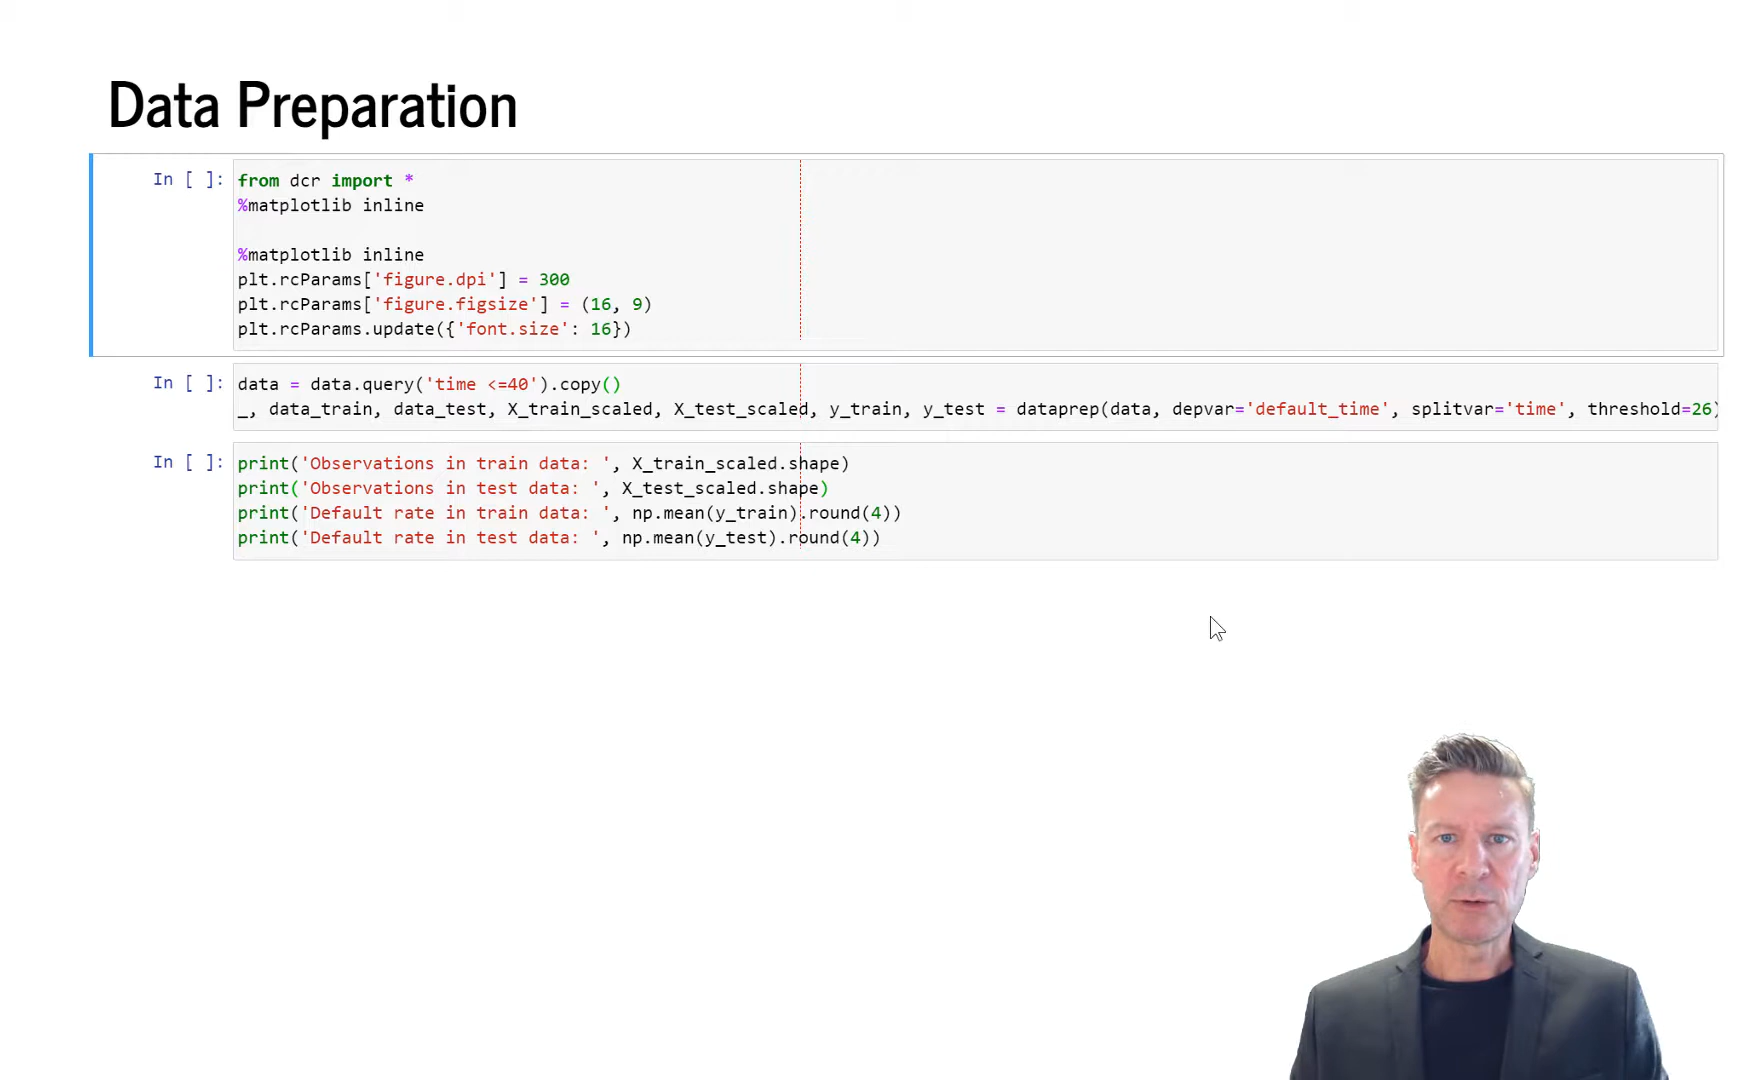 Data Preparation
In [ ]:
from dcr import *
%matplotlib inline
%matplotlib inline
plt.rcParams['figure.dpi'] = 300
plt.rcParams['figure.figsize'] = (16, 9)
plt.rcParams.update({'font.size': 16})
In [ ]:
data = data.query('time <=40').copy()
_, data_train, data_test, X_train_scaled, X_test_scaled, y_train, y_test = dataprep(data, depvar='default_time', splitvar='time', threshold=26)
In [ ]:
print('Observations in train data: ', X_train_scaled.shape)
print('Observations in test data: ', X_test_scaled.shape)
print('Default rate in train data: ', np.mean(y_train).round(4))
print('Default rate in test data: ', np.mean(y_test).round(4))